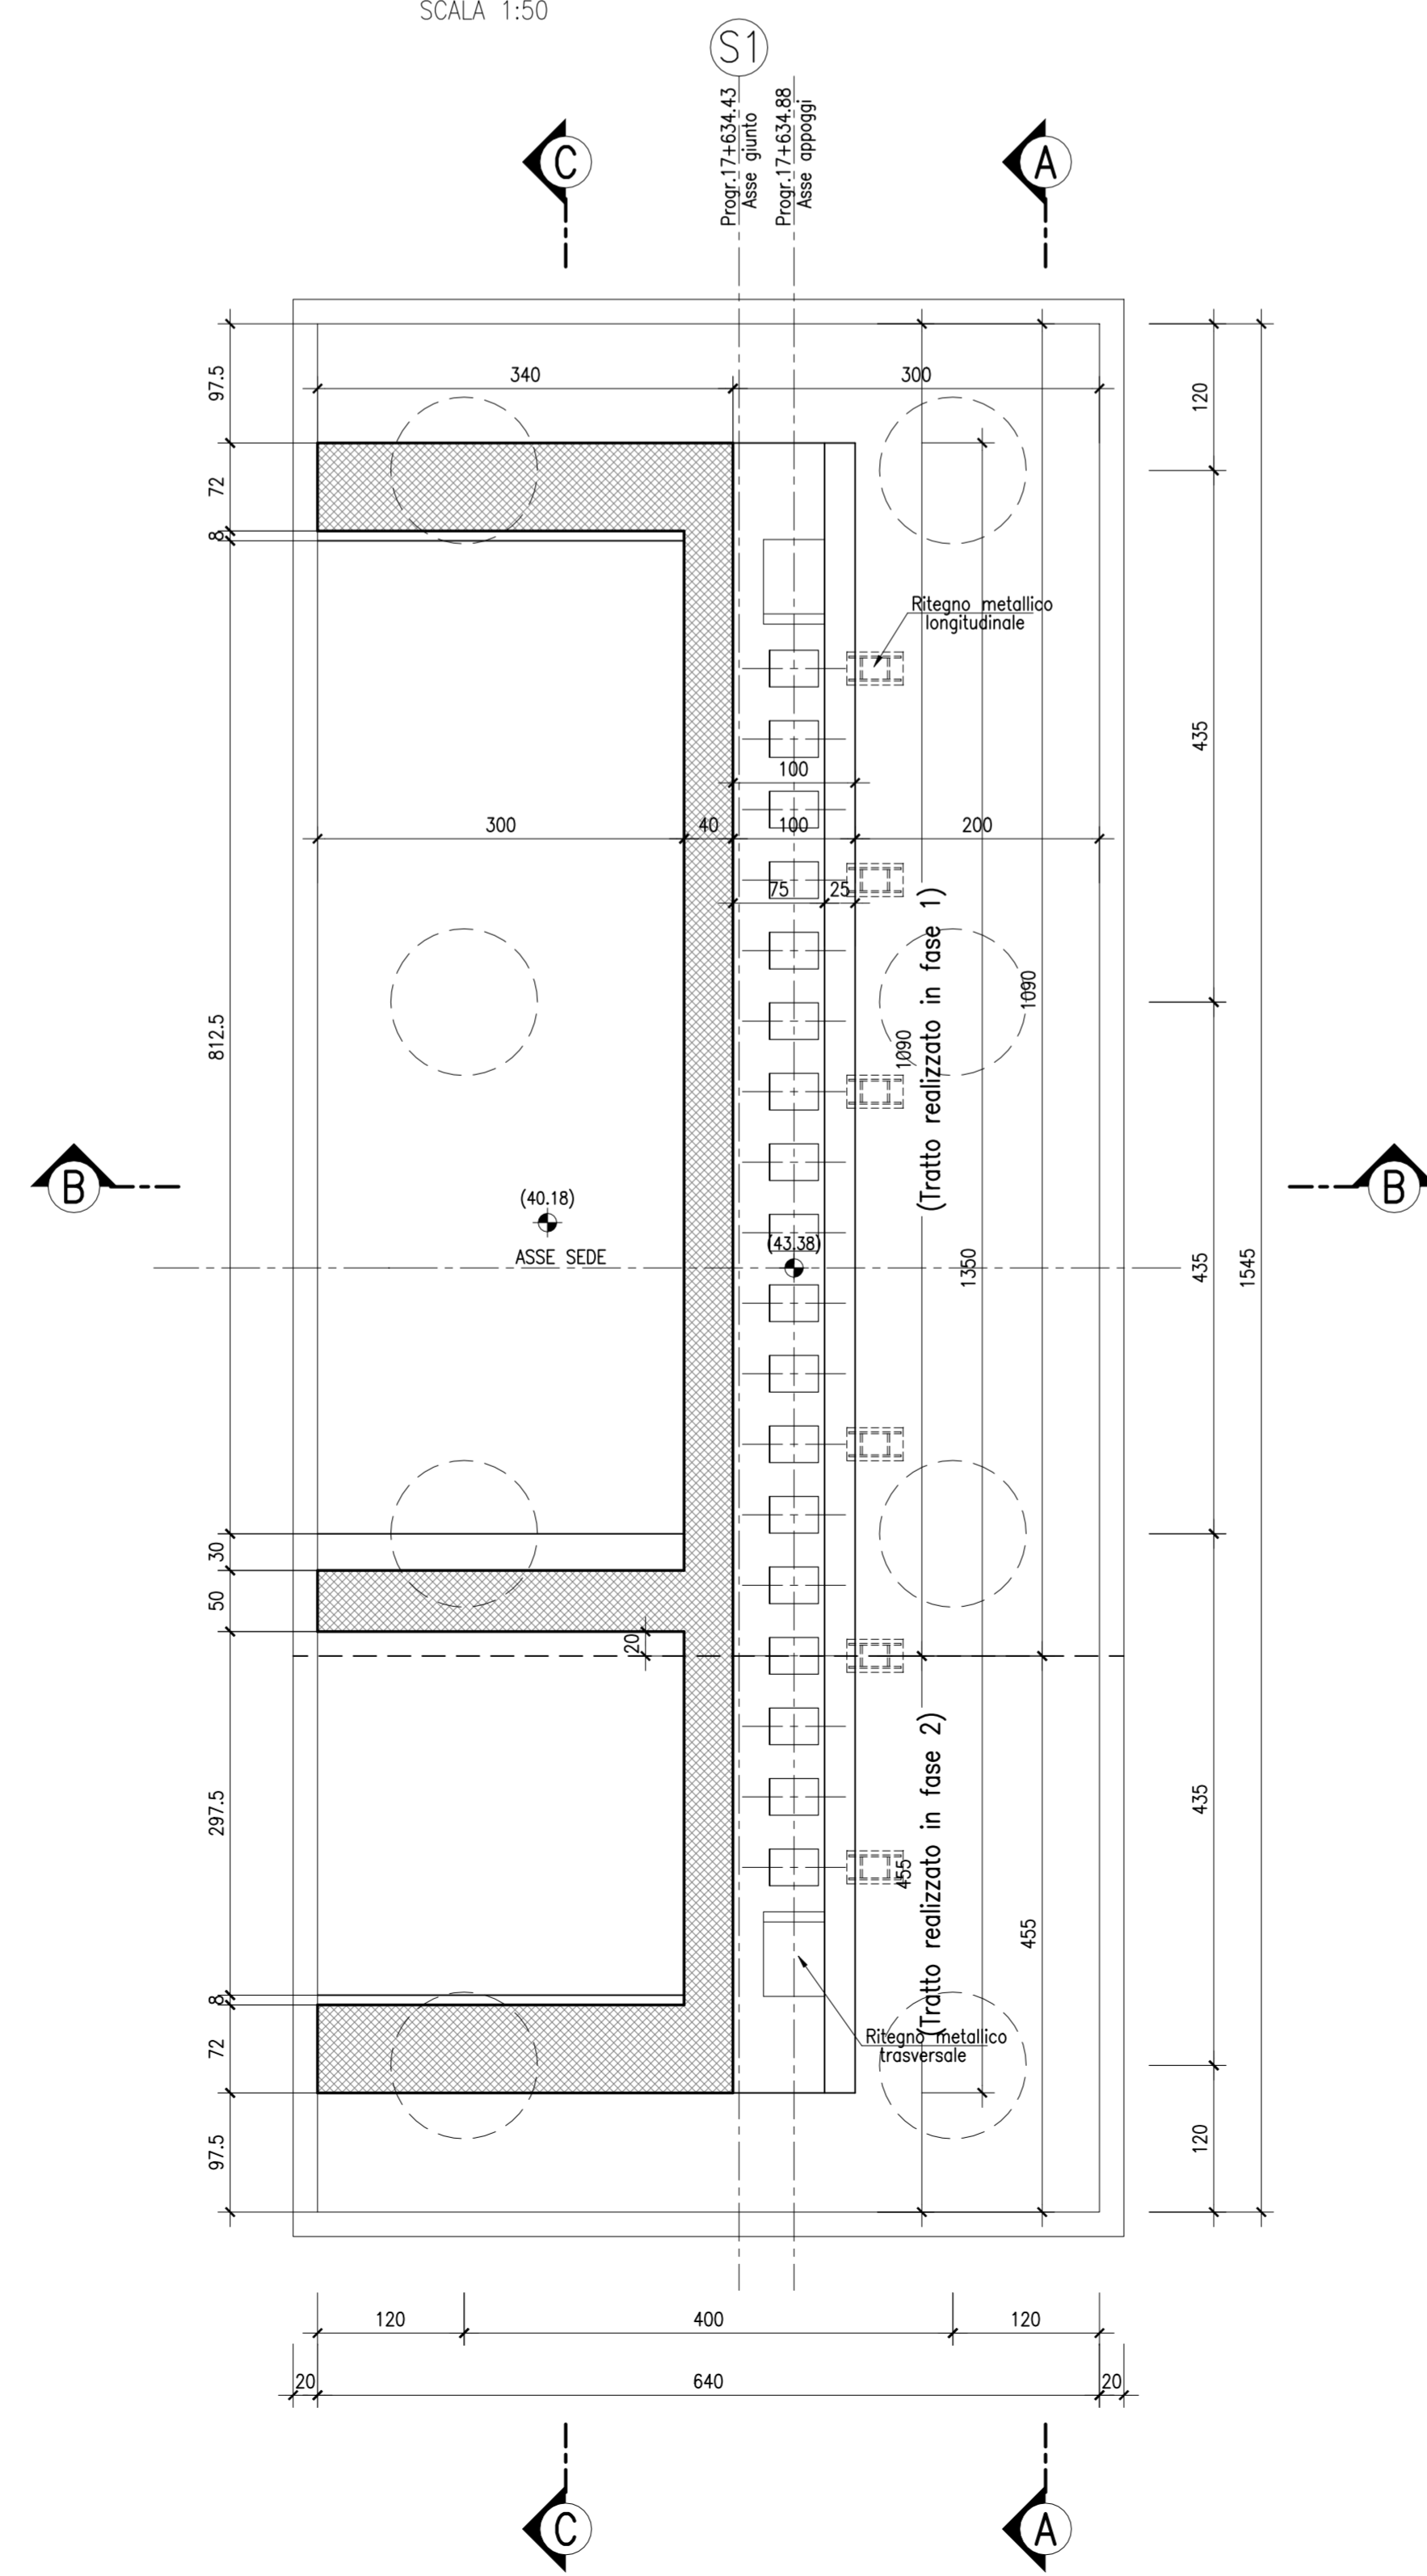 SCALA 1:50
S1
Progr.17+634.43
Asse giunto
Progr.17+634.88
Asse appoggi
C
A
97.5
340
300
120
72
8
Ritegno metallico
longitudinale
435
100
300
40
100
200
75
25
(Tratto realizzato in fase 1)
1090
1090
812.5
B
B
(40.18)
ASSE SEDE
(43.38)
1350
435
1545
30
50
20
297.5
(Tratto realizzato in fase 2)
435
455
455
8
72
Ritegno metallico
trasversale
97.5
120
120
400
120
20
640
20
C
A